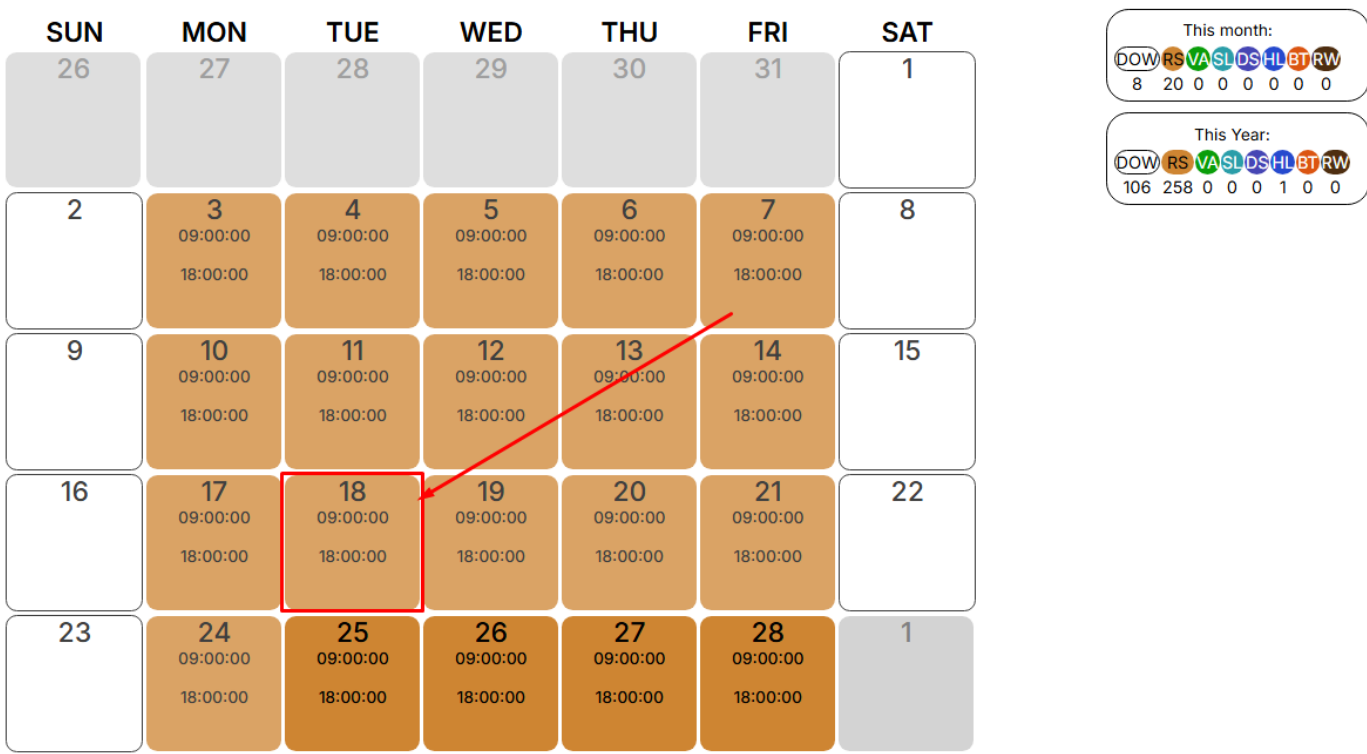 SUN MON TUE WED THU FRI SAT
26 27 28 29 30 31 1
2 3 4 5 6 7 8
09:00:00 09:00:00 09:00:00 09:00:00 09:00:00
18:00:00 18:00:00 18:00:00 18:00:00 18:00:00
9 10 11 12 13 14 15
09:00:00 09:00:00 09:00:00 09:00:00 09:00:00
18:00:00 18:00:00 18:00:00 18:00:00 18:00:00
16 17 18 19 20 21 22
09:00:00 09:00:00 09:00:00 09:00:00 09:00:00
18:00:00 18:00:00 18:00:00 18:00:00 18:00:00
23 24 25 26 27 28 1
09:00:00 09:00:00 09:00:00 09:00:00 09:00:00
18:00:00 18:00:00 18:00:00 18:00:00 18:00:00
This month:
DOW RS VA SL DS HL BT RW
8 20 0 0 0 0 0 0
This Year:
DOW RS VA SL DS HL BT RW
106 258 0 0 0 1 0 0